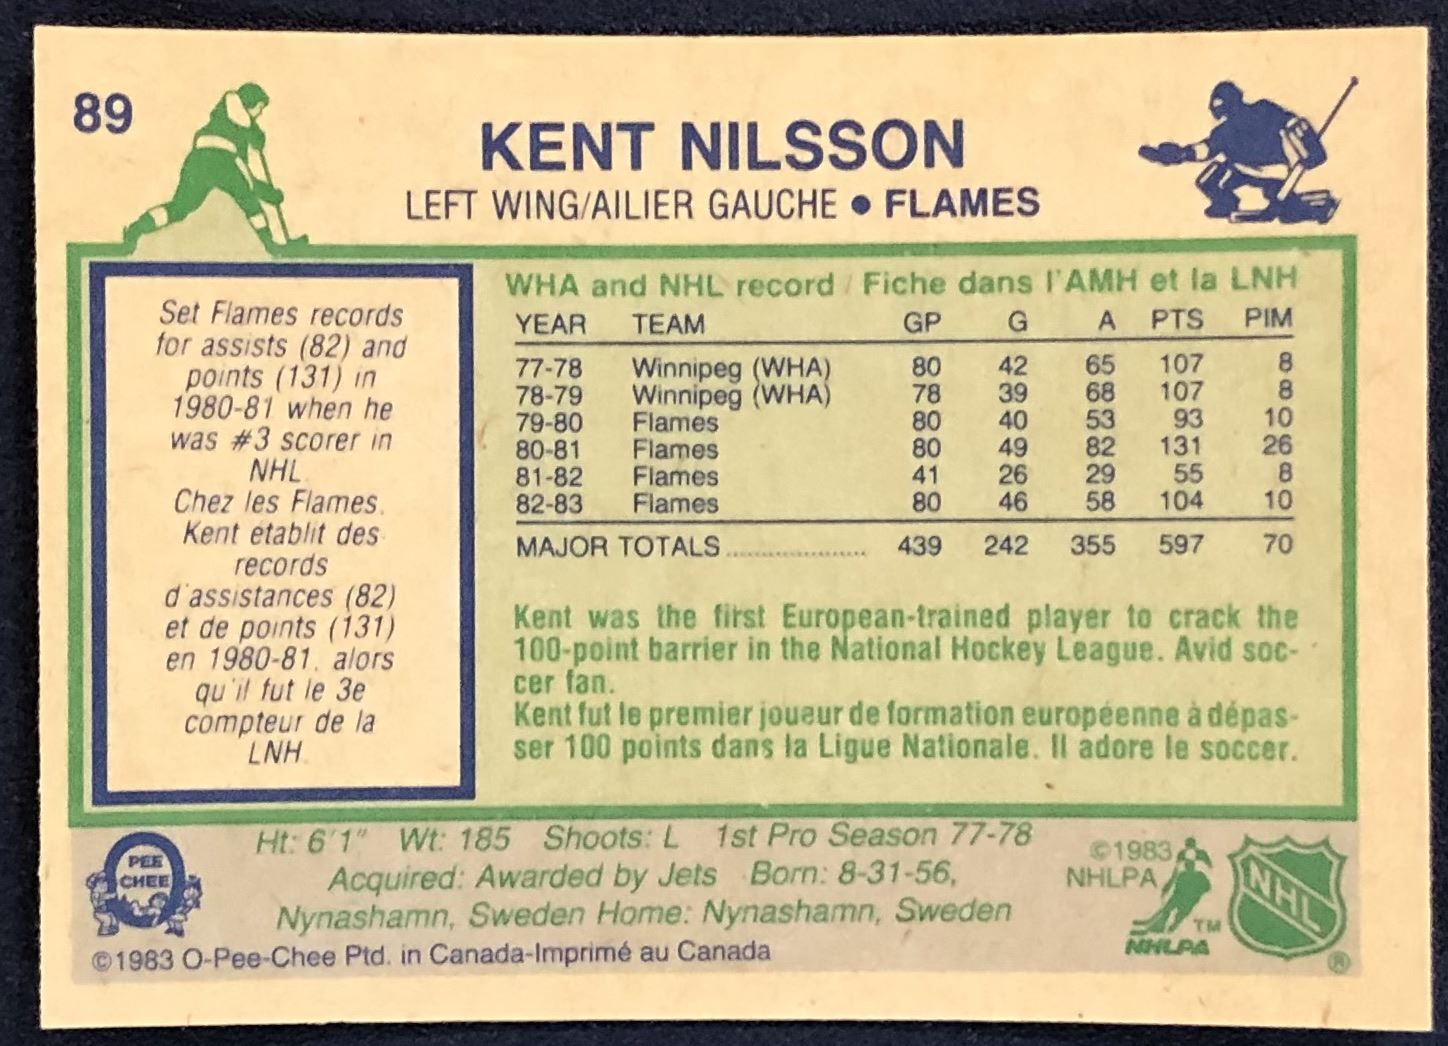 89
KENT NILSSON
LEFT WING/AILIER GAUCHE • FLAMES
Set Flames records
for assists (82) and
points (131) in
1980-81 when he
was #3 scorer in
NHL
Chez les Flames.
Kent établit des
records
d'assistances (82)
et de points (131)
en 1980-81. alors
qu'il fut le 3e
compteur de la
LNH.
WHA and NHL record / Fiche dans l'AMH et la LNH
YEAR TEAM GP G A PTS PIM
77-78 Winnipeg (WHA) 80 42 65 107 8
78-79 Winnipeg (WHA) 78 39 68 107 8
79-80 Flames 80 40 53 93 10
80-81 Flames 80 49 82 131 26
81-82 Flames 41 26 29 55 8
82-83 Flames 80 46 58 104 10
MAJOR TOTALS.................... 439 242 355 597 70
Kent was the first European-trained player to crack the
100-point barrier in the National Hockey League. Avid soc-
cer fan.
Kent fut le premier joueur de formation européenne à dépas-
ser 100 points dans la Ligue Nationale. Il adore le soccer.
O
PEE
CHEE
Ht: 6'1" Wt: 185 Shoots: L 1st Pro Season 77-78
Acquired: Awarded by Jets Born: 8-31-56,
Nynashamn, Sweden Home: Nynashamn, Sweden
©1983 O-Pee-Chee Ptd. in Canada-Imprimé au Canada
©1983
NHLPA
TM
NHLPA
NHL
®